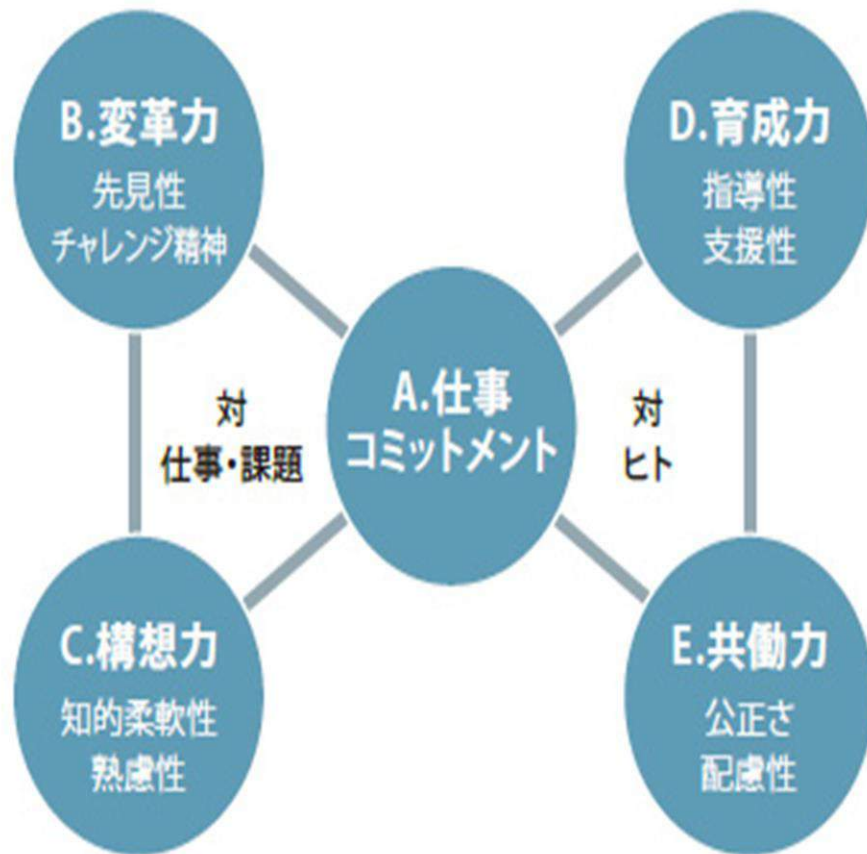 B.変革力
先見性
チャレンジ精神
D.育成力
指導性
支援性
A.仕事
コミットメント
対
仕事・課題
対
ヒト
C.構想力
知的柔軟性
熟慮性
E.共働力
公正さ
配慮性